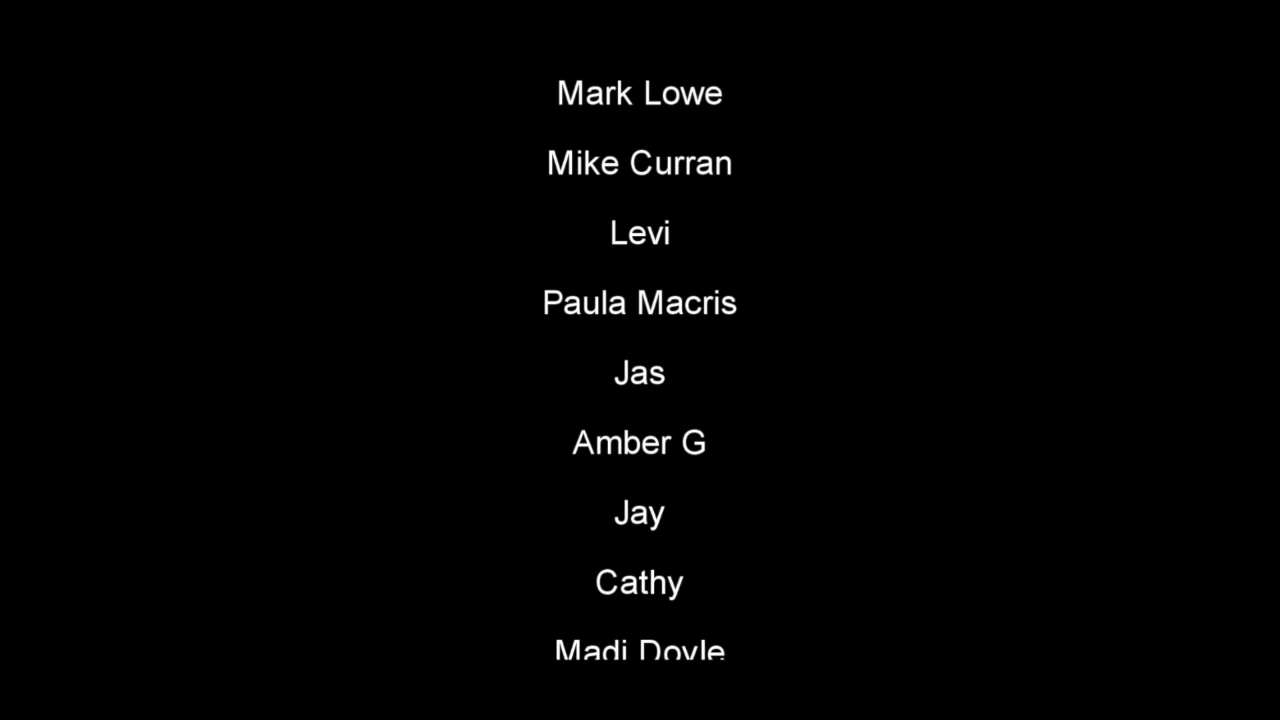 Mark Lowe
Mike Curran
Levi
Paula Macris
Jas
Amber G
Jay
Cathy
Madi Doyle